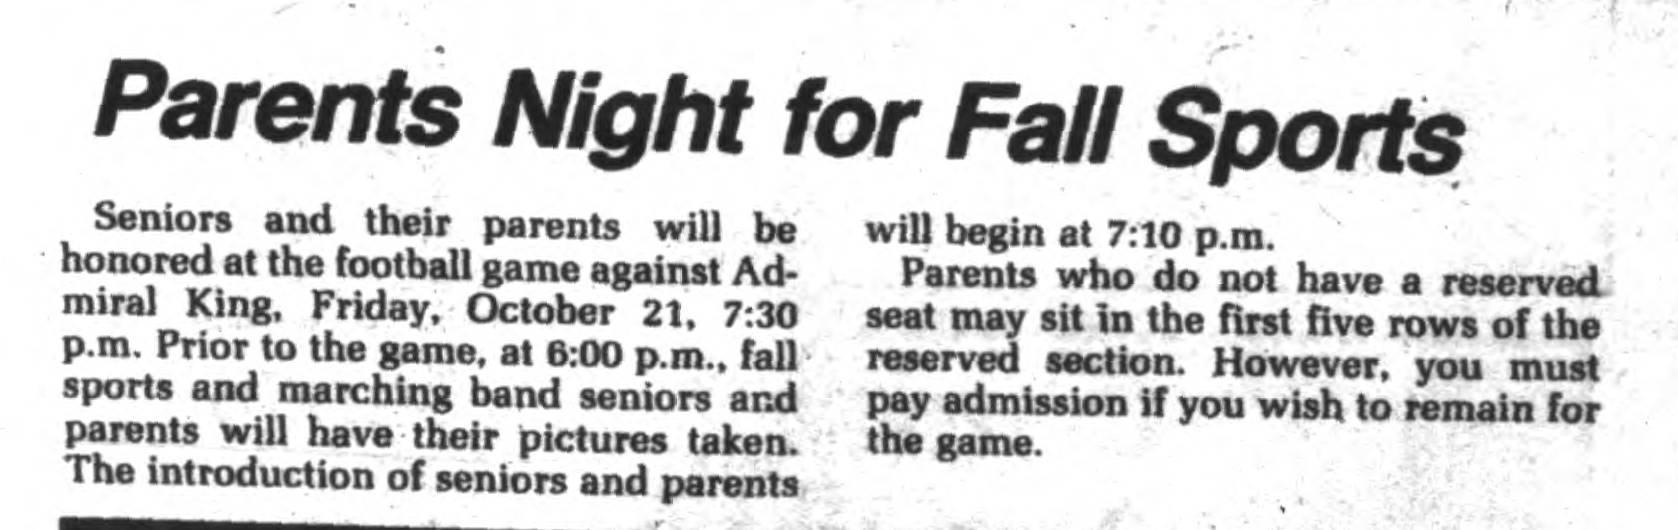 Parents Night for Fall Sports
Seniors and their parents will be
honored at the football game against Ad-
miral King, Friday, October 21, 7:30
p.m. Prior to the game, at 6:00 p.m., fall
sports and marching band seniors and
parents will have their pictures taken.
The introduction of seniors and parents
will begin at 7:10 p.m.
Parents who do not have a reserved
seat may sit in the first five rows of the
reserved section. However, you must
pay admission if you wish to remain for
the game.